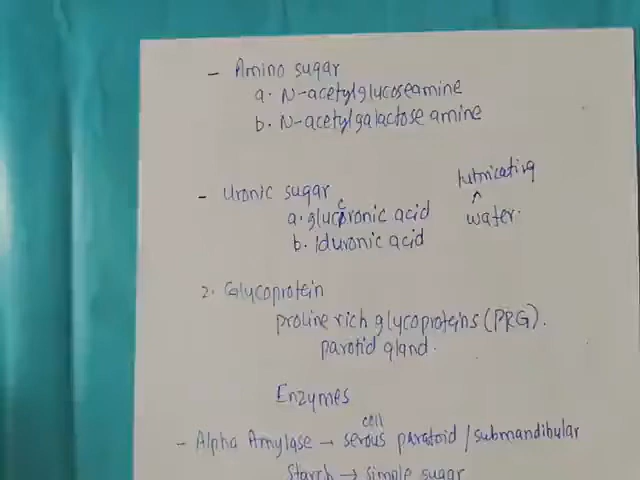 - Amino sugar
a. N-acetylglucoseamine
b. N-acetylgalactose amine
- Uronic sugar
a. glucoronic acid
b. Iduronic acid
lubricating
^
water.
2. Glycoprotein
proline rich glycoproteins (PRG).
parotid gland.
Enzymes
cell
- Alpha Amylase → serous paratoid / submandibular
Starch → simple sugar